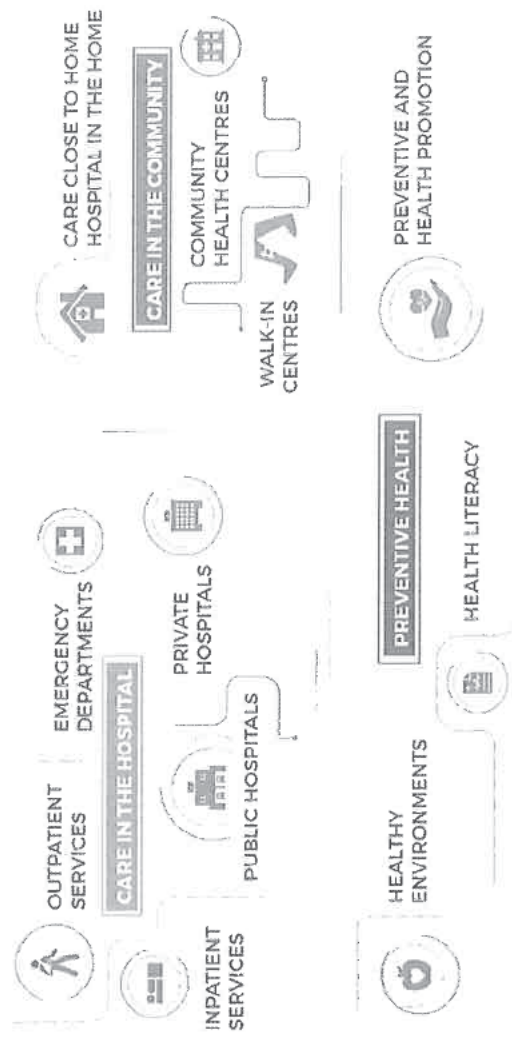 OUTPATIENT
SERVICES
EMERGENCY
DEPARTMENTS
CARE IN THE HOSPITAL
INPATIENT
SERVICES
PUBLIC HOSPITALS
PRIVATE
HOSPITALS
CARE CLOSE TO HOME
HOSPITAL IN THE HOME
CARE IN THE COMMUNITY
COMMUNITY
HEALTH CENTRES
WALK-IN
CENTRES
HEALTHY
ENVIRONMENTS
PREVENTIVE HEALTH
HEALTH LITERACY
PREVENTIVE AND
HEALTH PROMOTION